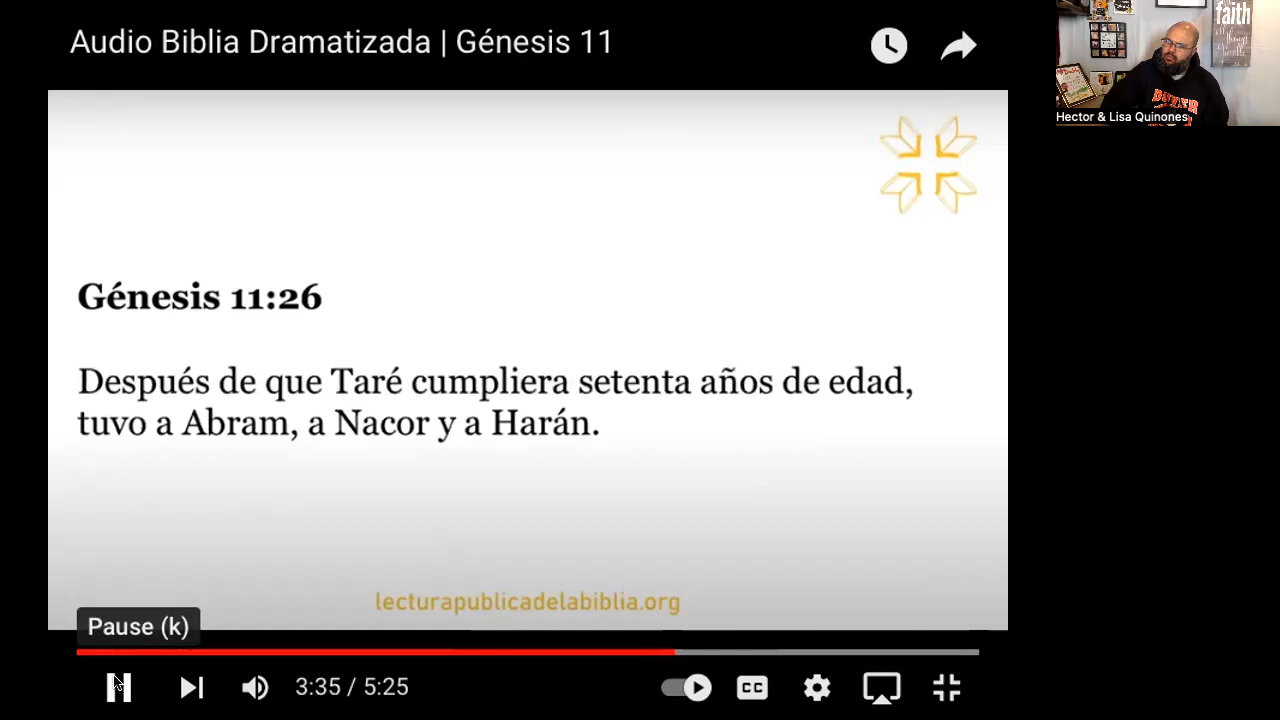 Audio Biblia Dramatizada | Génesis 11
faith
Hector & Lisa Quinones
Génesis 11:26
Después de que Taré cumpliera setenta años de edad,
tuvo a Abram, a Nacor y a Harán.
lecturapublicadelabiblia.org
Pause (k)
3:35 / 5:25
CC